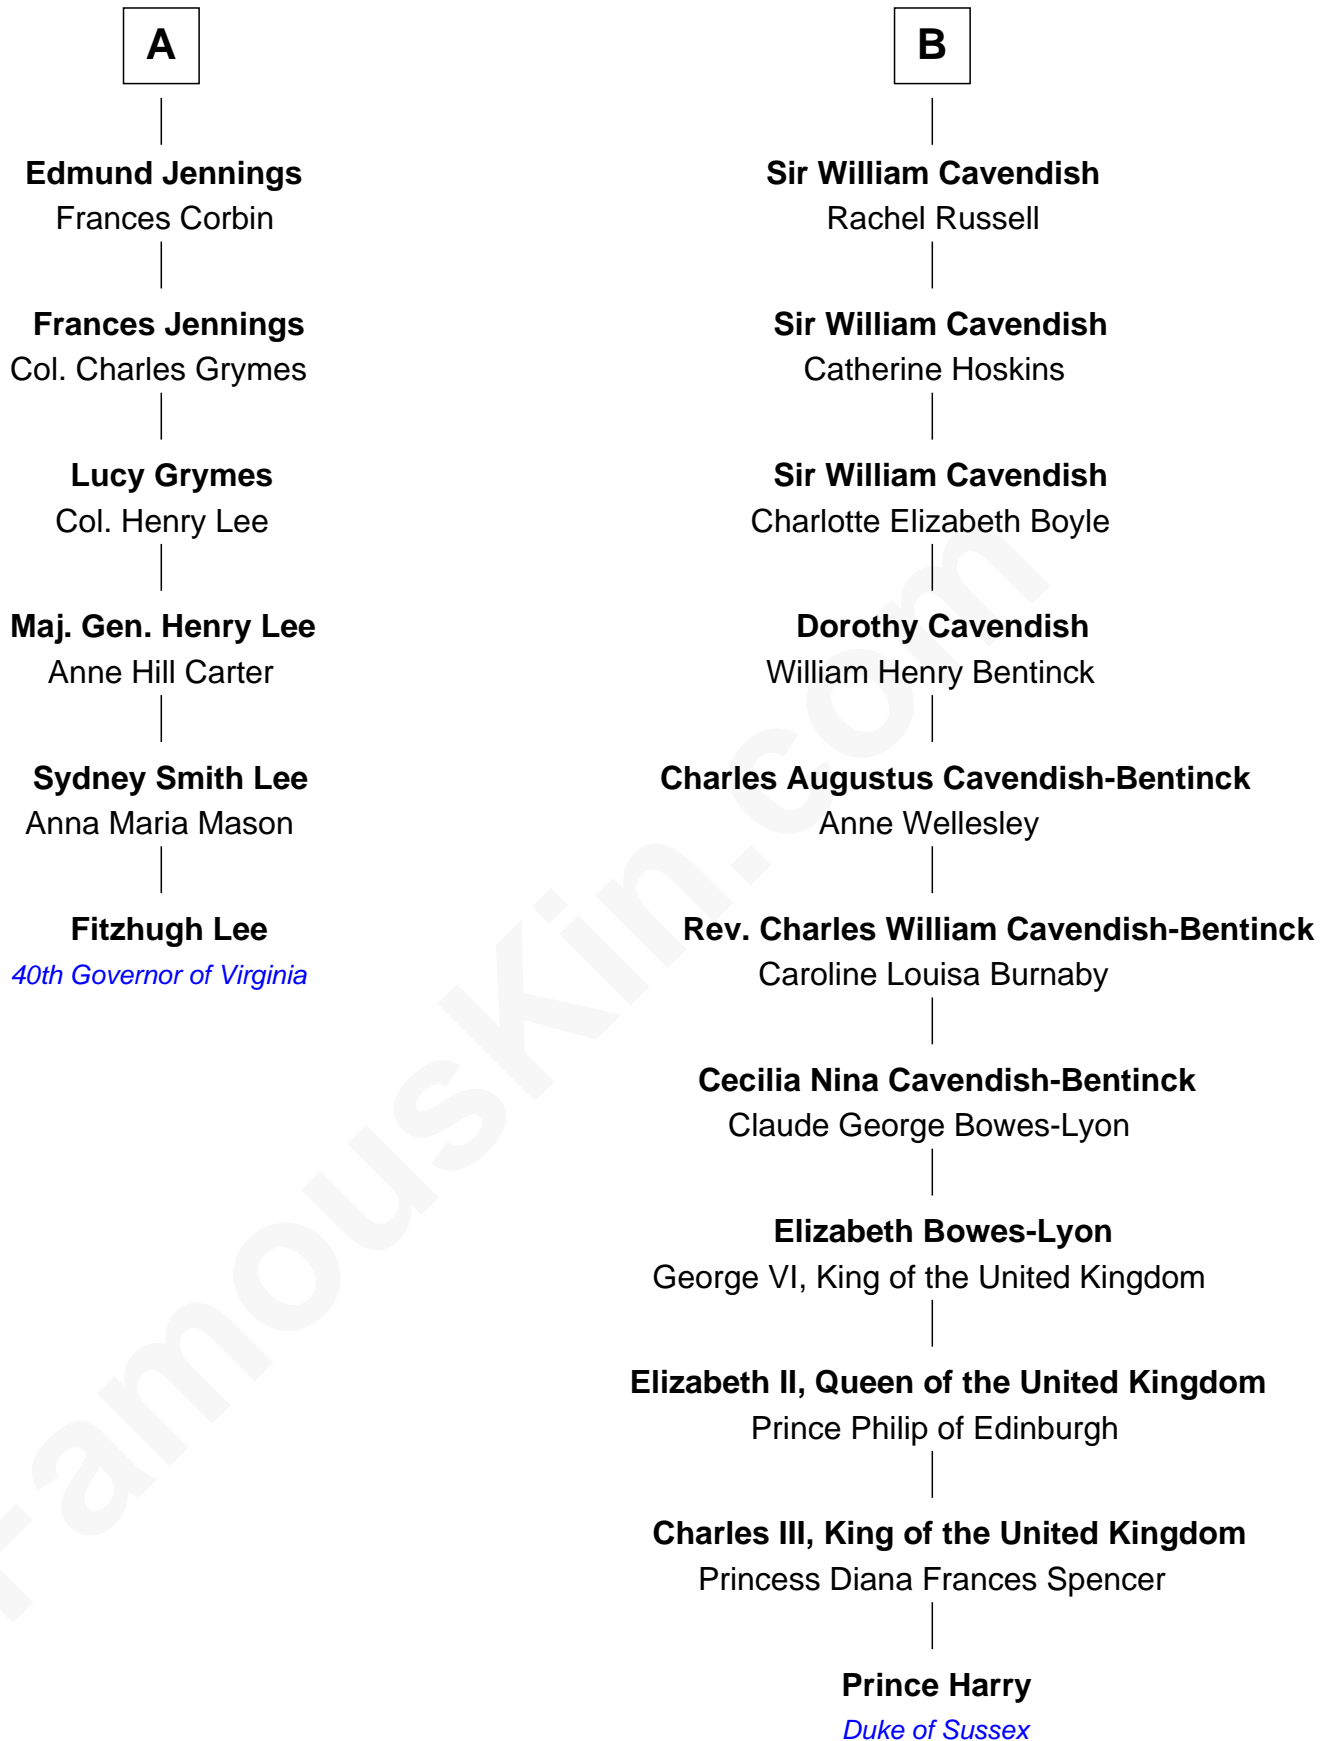 A
Edmund Jennings
Frances Corbin
Frances Jennings
Col. Charles Grymes
Lucy Grymes
Col. Henry Lee
Maj. Gen. Henry Lee
Anne Hill Carter
Sydney Smith Lee
Anna Maria Mason
Fitzhugh Lee
40th Governor of Virginia
B
Sir William Cavendish
Rachel Russell
Sir William Cavendish
Catherine Hoskins
Sir William Cavendish
Charlotte Elizabeth Boyle
Dorothy Cavendish
William Henry Bentinck
Charles Augustus Cavendish-Bentinck
Anne Wellesley
Rev. Charles William Cavendish-Bentinck
Caroline Louisa Burnaby
Cecilia Nina Cavendish-Bentinck
Claude George Bowes-Lyon
Elizabeth Bowes-Lyon
George VI, King of the United Kingdom
Elizabeth II, Queen of the United Kingdom
Prince Philip of Edinburgh
Charles III, King of the United Kingdom
Princess Diana Frances Spencer
Prince Harry
Duke of Sussex
FamousKin.com